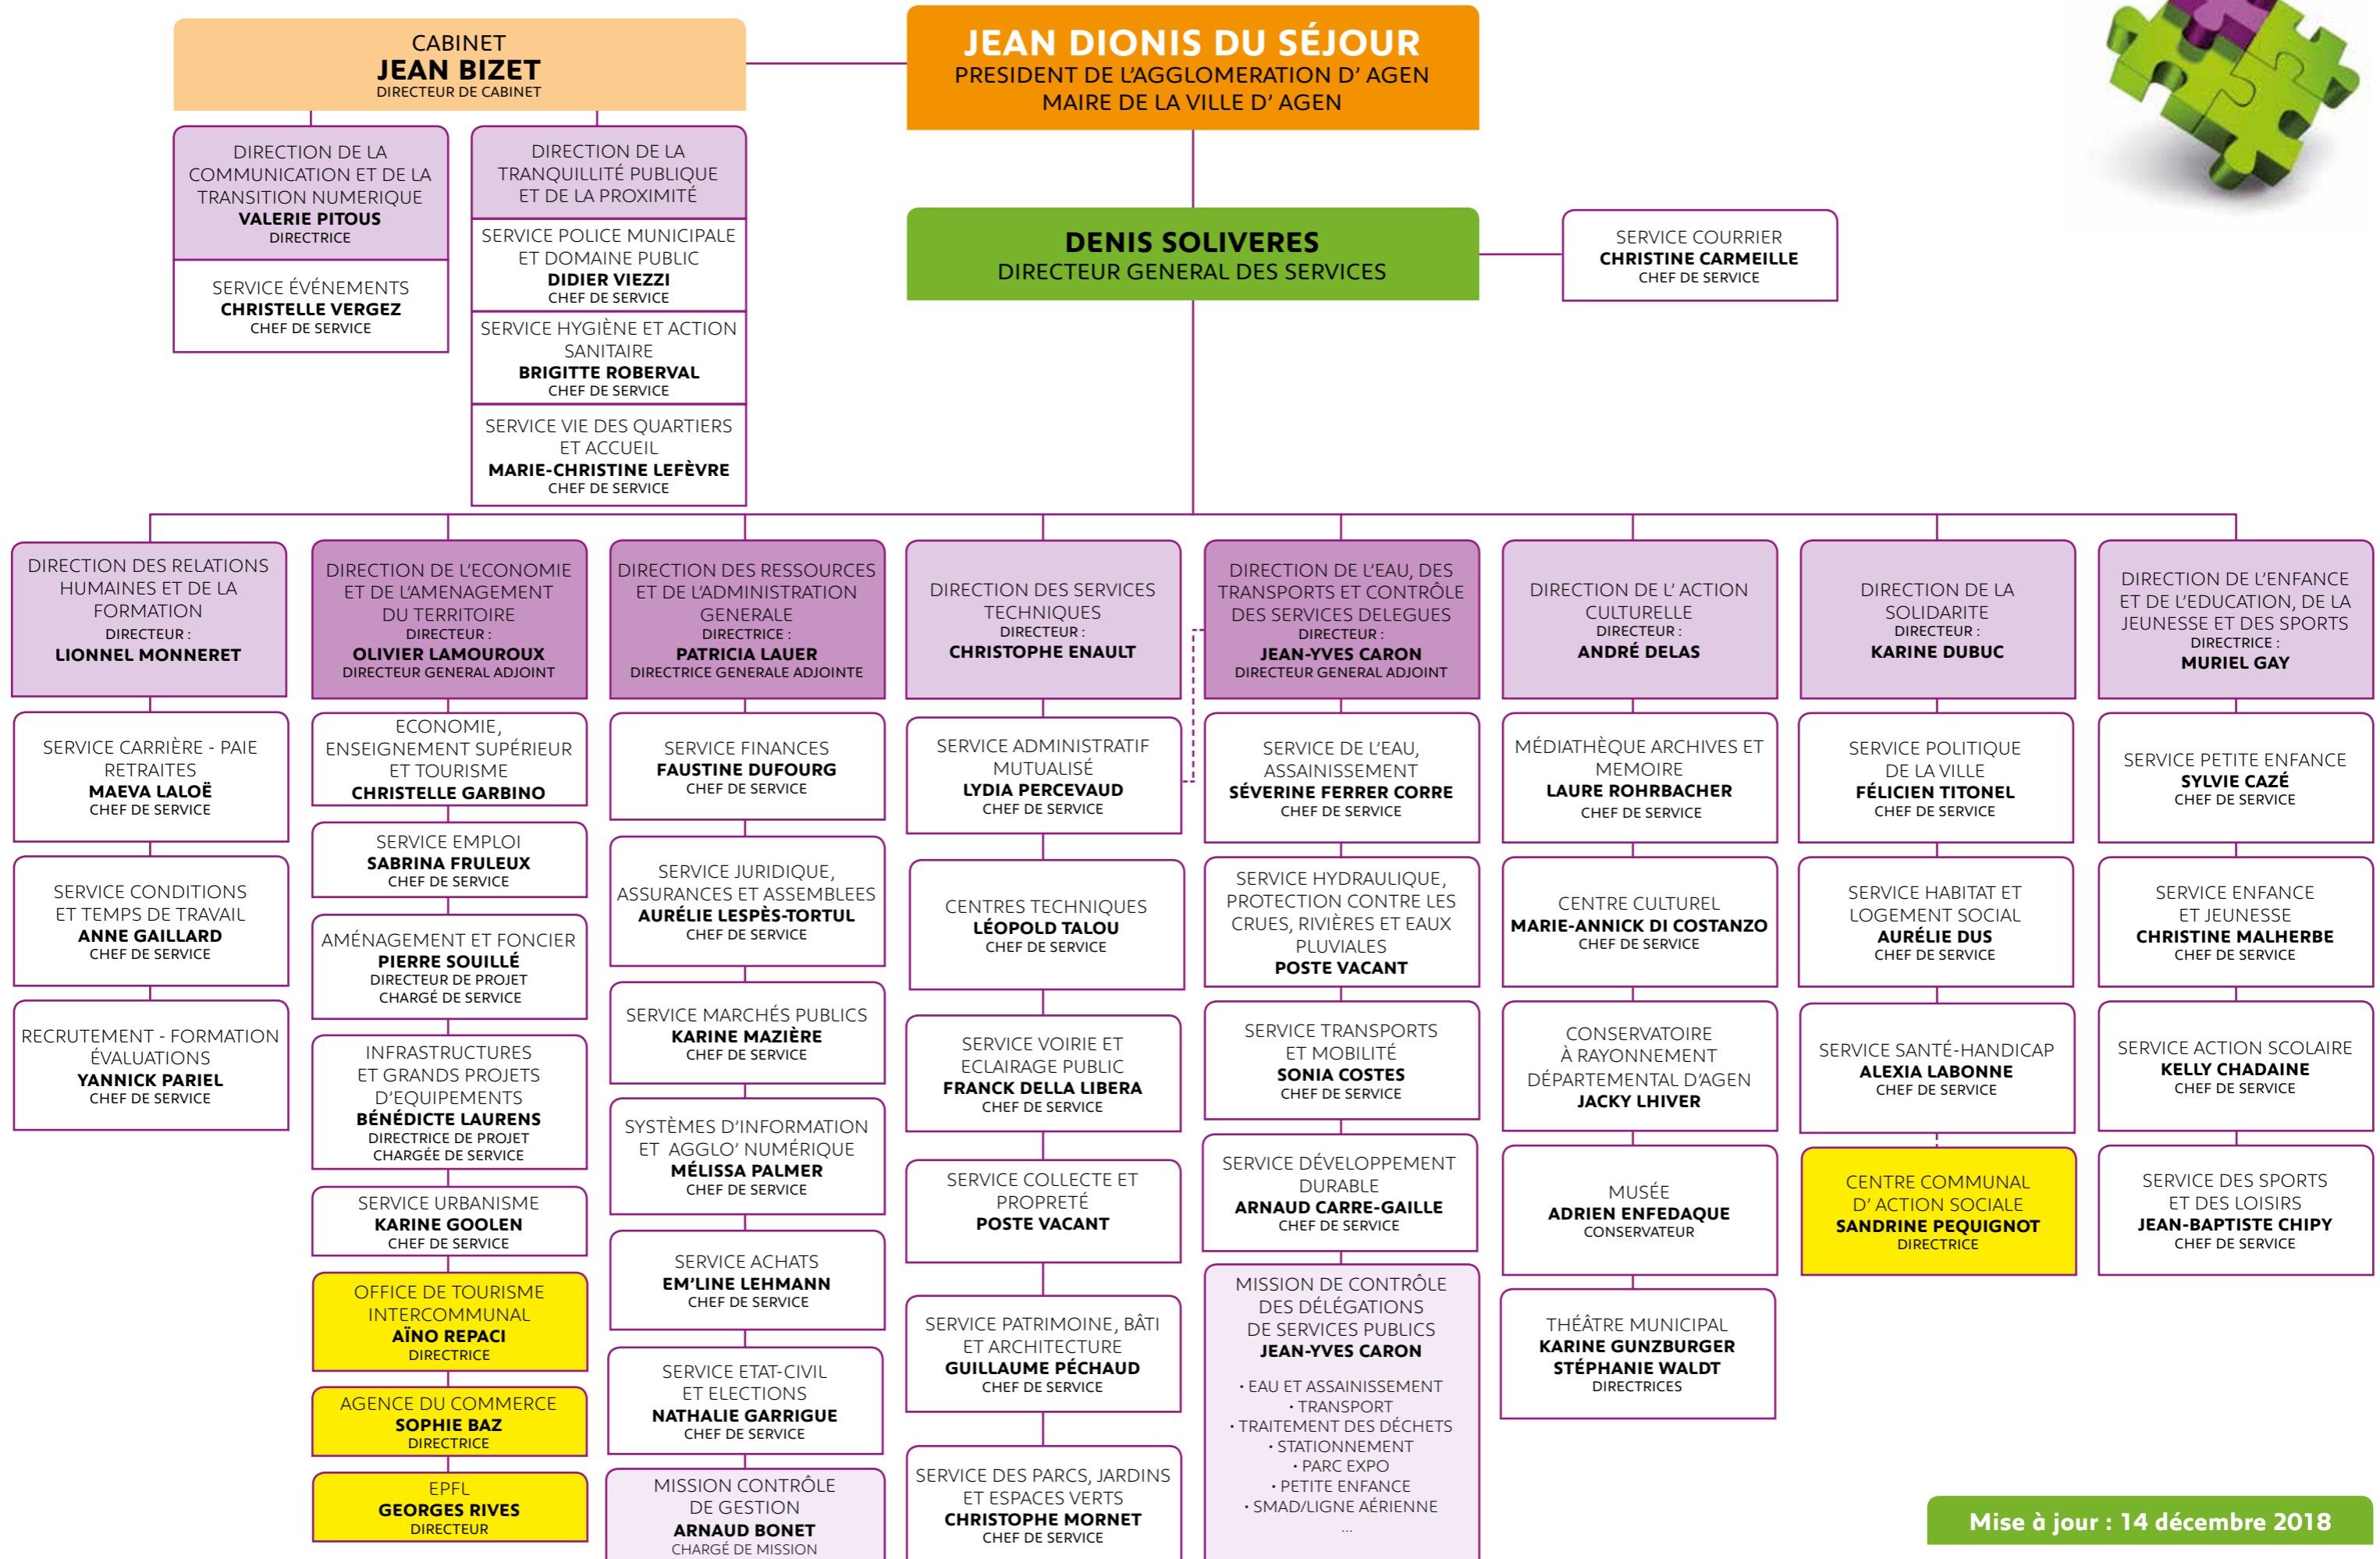 CABINET
JEAN BIZET
DIRECTEUR DE CABINET
JEAN DIONIS DU SÉJOUR
PRESIDENT DE L'AGGLOMERATION D' AGEN
MAIRE DE LA VILLE D' AGEN
DIRECTION DE LA
COMMUNICATION ET DE LA
TRANSITION NUMERIQUE
VALERIE PITOUS
DIRECTRICE
SERVICE ÉVÉNEMENTS
CHRISTELLE VERGEZ
CHEF DE SERVICE
DIRECTION DE LA
TRANQUILLITÉ PUBLIQUE
ET DE LA PROXIMITÉ
SERVICE POLICE MUNICIPALE
ET DOMAINE PUBLIC
DIDIER VIEZZI
CHEF DE SERVICE
SERVICE HYGIÈNE ET ACTION
SANITAIRE
BRIGITTE ROBERVAL
CHEF DE SERVICE
SERVICE VIE DES QUARTIERS
ET ACCUEIL
MARIE-CHRISTINE LEFÈVRE
CHEF DE SERVICE
DENIS SOLIVERES
DIRECTEUR GENERAL DES SERVICES
SERVICE COURRIER
CHRISTINE CARMEILLE
CHEF DE SERVICE
DIRECTION DES RELATIONS
HUMAINES ET DE LA
FORMATION
DIRECTEUR :
LIONNEL MONNERET
SERVICE CARRIÈRE - PAIE
RETRAITES
MAEVA LALOË
CHEF DE SERVICE
SERVICE CONDITIONS
ET TEMPS DE TRAVAIL
ANNE GAILLARD
CHEF DE SERVICE
RECRUTEMENT - FORMATION
ÉVALUATIONS
YANNICK PARIEL
CHEF DE SERVICE
DIRECTION DE L'ECONOMIE
ET DE L'AMENAGEMENT
DU TERRITOIRE
DIRECTEUR :
OLIVIER LAMOUROUX
DIRECTEUR GENERAL ADJOINT
ECONOMIE,
ENSEIGNEMENT SUPÉRIEUR
ET TOURISME
CHRISTELLE GARBINO
SERVICE EMPLOI
SABRINA FRULEUX
CHEF DE SERVICE
AMÉNAGEMENT ET FONCIER
PIERRE SOUILLÉ
DIRECTEUR DE PROJET
CHARGÉ DE SERVICE
INFRASTRUCTURES
ET GRANDS PROJETS
D'EQUIPEMENTS
BÉNÉDICTE LAURENS
DIRECTRICE DE PROJET
CHARGÉE DE SERVICE
SERVICE URBANISME
KARINE GOOLEN
CHEF DE SERVICE
OFFICE DE TOURISME
INTERCOMMUNAL
AÏNO REPACI
DIRECTRICE
AGENCE DU COMMERCE
SOPHIE BAZ
DIRECTRICE
EPFL
GEORGES RIVES
DIRECTEUR
DIRECTION DES RESSOURCES
ET DE L'ADMINISTRATION
GENERALE
DIRECTRICE :
PATRICIA LAUER
DIRECTRICE GENERALE ADJOINTE
SERVICE FINANCES
FAUSTINE DUFOURG
CHEF DE SERVICE
SERVICE JURIDIQUE,
ASSURANCES ET ASSEMBLEES
AURÉLIE LESPÈS-TORTUL
CHEF DE SERVICE
SERVICE MARCHÉS PUBLICS
KARINE MAZIÈRE
CHEF DE SERVICE
SYSTÈMES D'INFORMATION
ET AGGLO' NUMÉRIQUE
MÉLISSA PALMER
CHEF DE SERVICE
SERVICE ACHATS
EM'LINE LEHMANN
CHEF DE SERVICE
SERVICE ETAT-CIVIL
ET ELECTIONS
NATHALIE GARRIGUE
CHEF DE SERVICE
MISSION CONTRÔLE
DE GESTION
ARNAUD BONET
CHARGÉ DE MISSION
DIRECTION DES SERVICES
TECHNIQUES
DIRECTEUR :
CHRISTOPHE ENAULT
SERVICE ADMINISTRATIF
MUTUALISÉ
LYDIA PERCEVAUD
CHEF DE SERVICE
CENTRES TECHNIQUES
LÉOPOLD TALOU
CHEF DE SERVICE
SERVICE VOIRIE ET
ECLAIRAGE PUBLIC
FRANCK DELLA LIBERA
CHEF DE SERVICE
SERVICE COLLECTE ET
PROPRETÉ
POSTE VACANT
SERVICE PATRIMOINE, BÂTI
ET ARCHITECTURE
GUILLAUME PÉCHAUD
CHEF DE SERVICE
SERVICE DES PARCS, JARDINS
ET ESPACES VERTS
CHRISTOPHE MORNET
CHEF DE SERVICE
DIRECTION DE L'EAU, DES
TRANSPORTS ET CONTRÔLE
DES SERVICES DELEGUES
DIRECTEUR :
JEAN-YVES CARON
DIRECTEUR GENERAL ADJOINT
SERVICE DE L'EAU,
ASSAINISSEMENT
SÉVERINE FERRER CORRE
CHEF DE SERVICE
SERVICE HYDRAULIQUE,
PROTECTION CONTRE LES
CRUES, RIVIÈRES ET EAUX
PLUVIALES
POSTE VACANT
SERVICE TRANSPORTS
ET MOBILITÉ
SONIA COSTES
CHEF DE SERVICE
SERVICE DÉVELOPPEMENT
DURABLE
ARNAUD CARRE-GAILLE
CHEF DE SERVICE
MISSION DE CONTRÔLE
DES DÉLÉGATIONS
DE SERVICES PUBLICS
JEAN-YVES CARON
• EAU ET ASSAINISSEMENT
• TRANSPORT
• TRAITEMENT DES DÉCHETS
• STATIONNEMENT
• PARC EXPO
• PETITE ENFANCE
• SMAD/LIGNE AÉRIENNE
...
DIRECTION DE L' ACTION
CULTURELLE
DIRECTEUR :
ANDRÉ DELAS
MÉDIATHÈQUE ARCHIVES ET
MEMOIRE
LAURE ROHRBACHER
CHEF DE SERVICE
CENTRE CULTUREL
MARIE-ANNICK DI COSTANZO
CHEF DE SERVICE
CONSERVATOIRE
À RAYONNEMENT
DÉPARTEMENTAL D'AGEN
JACKY LHIVER
MUSÉE
ADRIEN ENFEDAQUE
CONSERVATEUR
THÉÂTRE MUNICIPAL
KARINE GUNZBURGER
STÉPHANIE WALDT
DIRECTRICES
DIRECTION DE LA
SOLIDARITE
DIRECTEUR :
KARINE DUBUC
SERVICE POLITIQUE
DE LA VILLE
FÉLICIEN TITONEL
CHEF DE SERVICE
SERVICE HABITAT ET
LOGEMENT SOCIAL
AURÉLIE DUS
CHEF DE SERVICE
SERVICE SANTÉ-HANDICAP
ALEXIA LABONNE
CHEF DE SERVICE
CENTRE COMMUNAL
D' ACTION SOCIALE
SANDRINE PEQUIGNOT
DIRECTRICE
DIRECTION DE L'ENFANCE
ET DE L'EDUCATION, DE LA
JEUNESSE ET DES SPORTS
DIRECTRICE :
MURIEL GAY
SERVICE PETITE ENFANCE
SYLVIE CAZÉ
CHEF DE SERVICE
SERVICE ENFANCE
ET JEUNESSE
CHRISTINE MALHERBE
CHEF DE SERVICE
SERVICE ACTION SCOLAIRE
KELLY CHADAINE
CHEF DE SERVICE
SERVICE DES SPORTS
ET DES LOISIRS
JEAN-BAPTISTE CHIPY
CHEF DE SERVICE
Mise à jour : 14 décembre 2018